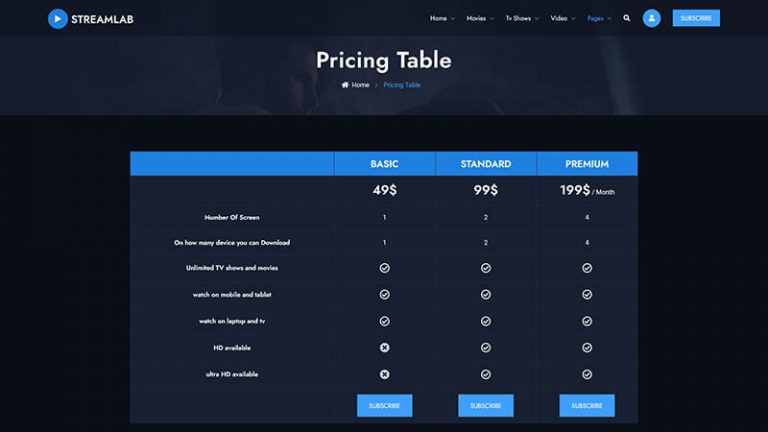 STREAMLAB Home Movies Tv Shows Video Pages SUBSCRIBE
Pricing Table
Home > Pricing Table
BASIC STANDARD PREMIUM
49$ 99$ 199$ / Month
Number Of Screen 1 2 4
On how many device you can Download 1 2 4
Unlimited TV shows and movies
watch on mobile and tablet
watch on laptop and tv
HD available
ultra HD available
SUBSCRIBE SUBSCRIBE SUBSCRIBE